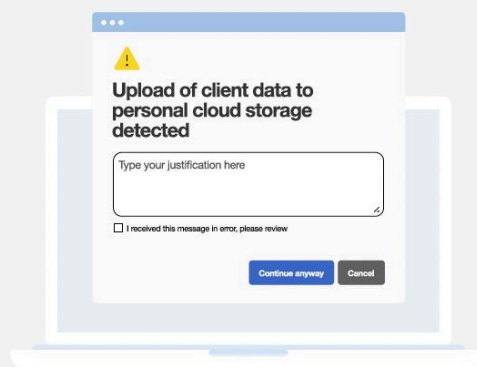 Upload of client data to
personal cloud storage
detected
Type your justification here
I received this message in error, please review
Continue anyway Cancel